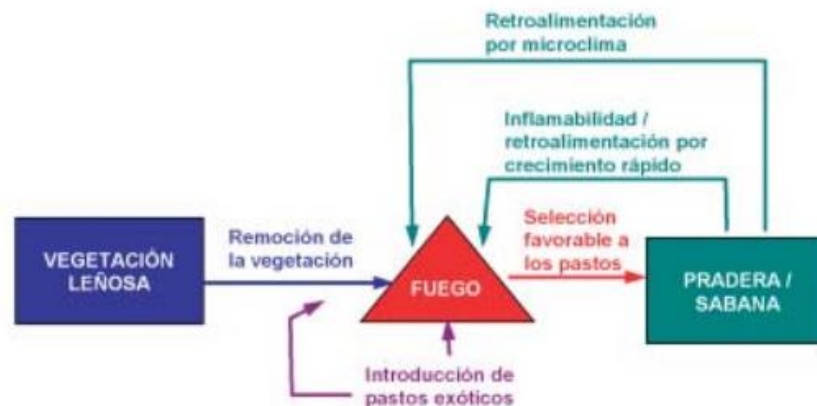 Retroalimentación
por microclima
Inflamabilidad /
retroalimentación por
crecimiento rápido
VEGETACIÓN
LEÑOSA
Remoción de
la vegetación
FUEGO
Selección
favorable a
los pastos
PRADERA /
SABANA
Introducción de
pastos exóticos